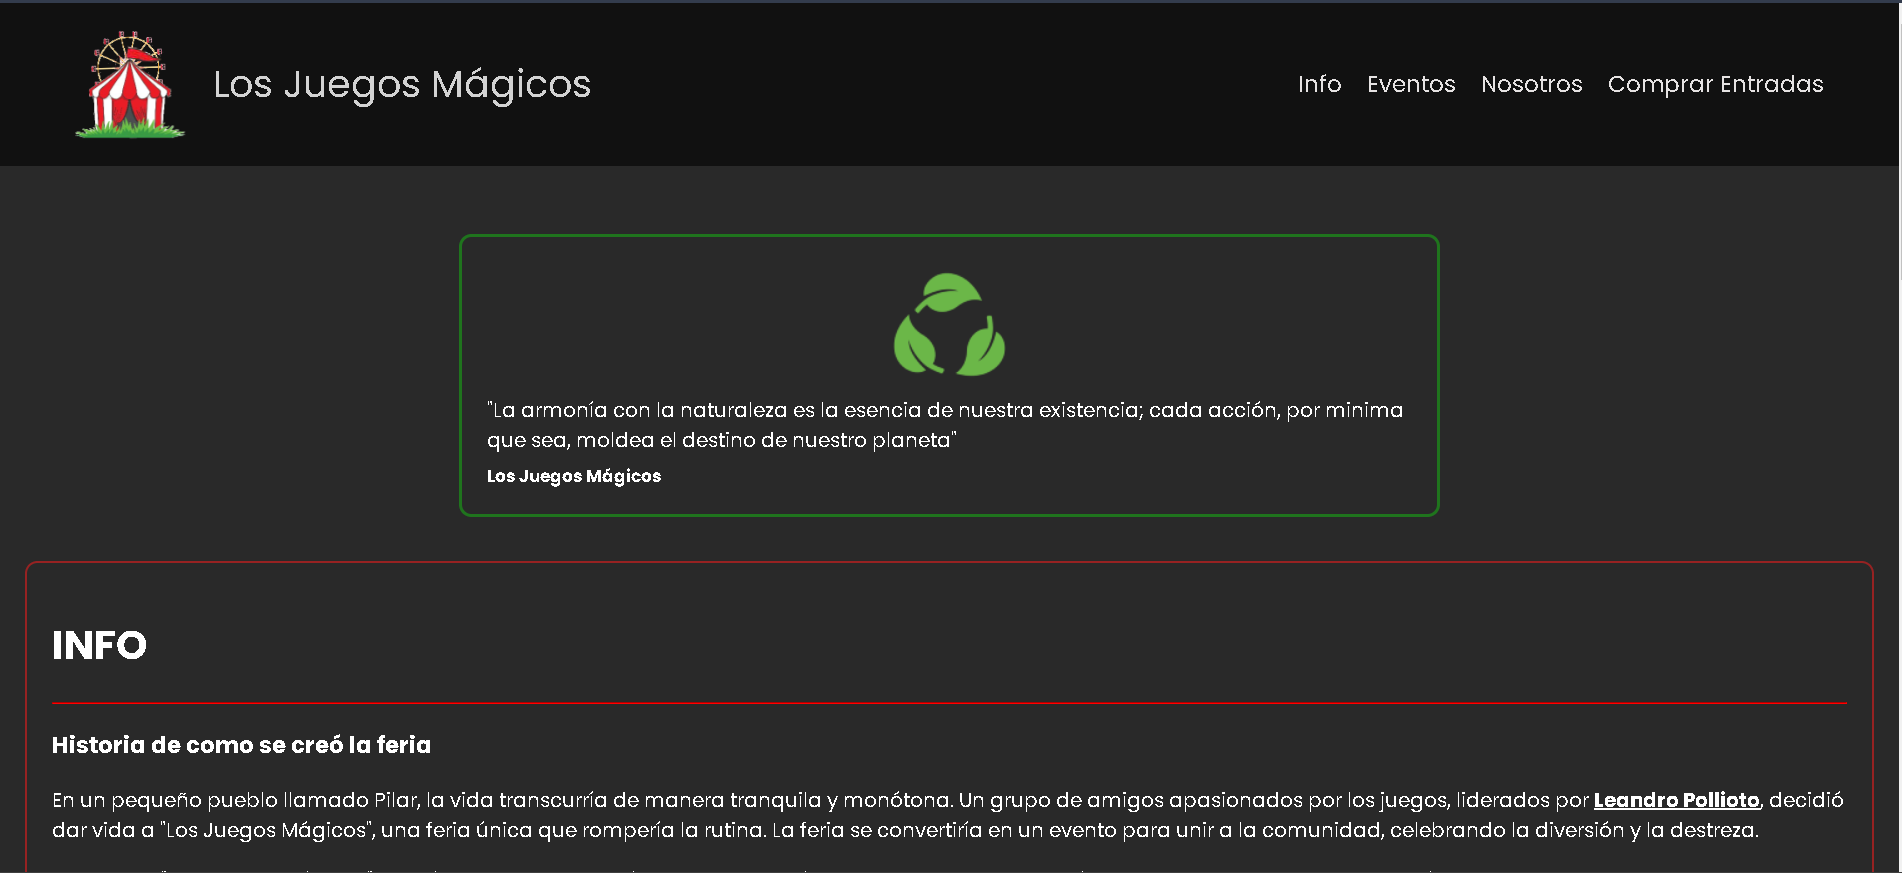 Los Juegos Mágicos
Info Eventos Nosotros Comprar Entradas
"La armonía con la naturaleza es la esencia de nuestra existencia; cada acción, por minima
que sea, moldea el destino de nuestro planeta"
Los Juegos Mágicos
INFO
Historia de como se creó la feria
En un pequeño pueblo llamado Pilar, la vida transcurría de manera tranquila y monótona. Un grupo de amigos apasionados por los juegos, liderados por Leandro Pollioto, decidió
dar vida a "Los Juegos Mágicos", una feria única que rompería la rutina. La feria se convertiría en un evento para unir a la comunidad, celebrando la diversión y la destreza.